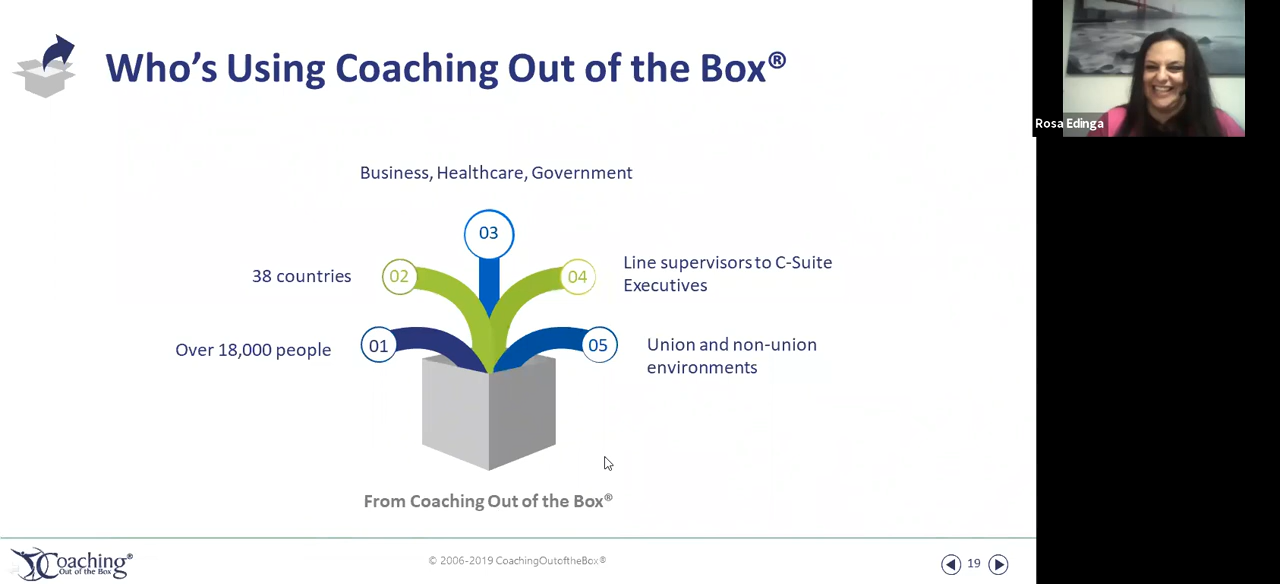 Who's Using Coaching Out of the Box®
Rosa Edinga
Business, Healthcare, Government
03
38 countries
02
04
Line supervisors to C-Suite
Executives
Over 18,000 people
01
05
Union and non-union
environments
From Coaching Out of the Box®
Coaching®
Out of the Box
© 2006-2019 CoachingOutoftheBox®
19